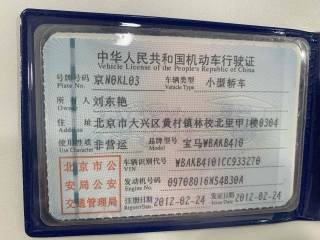 中华人民共和国机动车行驶证
Vehicle License of the People's Republic of China
号牌号码 Plate No. 京N0KL03 车辆类型 Vehicle Type 小型轿车
所有人 Owner 刘东艳
住址 Address 北京市大兴区黄村镇林校北里甲1楼0304
使用性质 Use Character 非营运 品牌型号 Model 宝马WBAKB410
北京市公安局公安交通管理局
车辆识别代号 VIN WBAKB4101CC933270
发动机号码 Engine No. 09708016N54B30A
注册日期 Register Date 2012-02-24 发证日期 Issue Date 2012-02-24